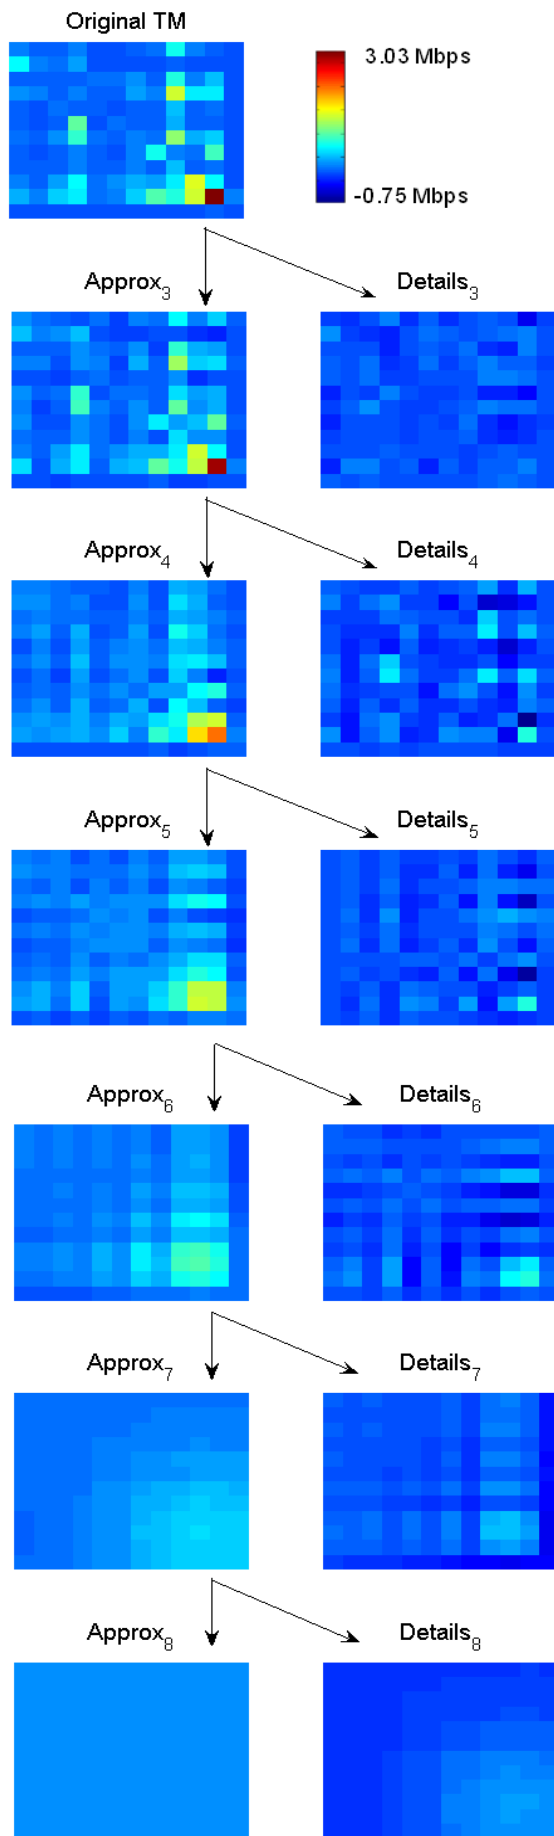 Original TM
3.03 Mbps
-0.75 Mbps
Approx₃ Details₃
Approx₄ Details₄
Approx₅ Details₅
Approx₆ Details₆
Approx₇ Details₇
Approx₈ Details₈